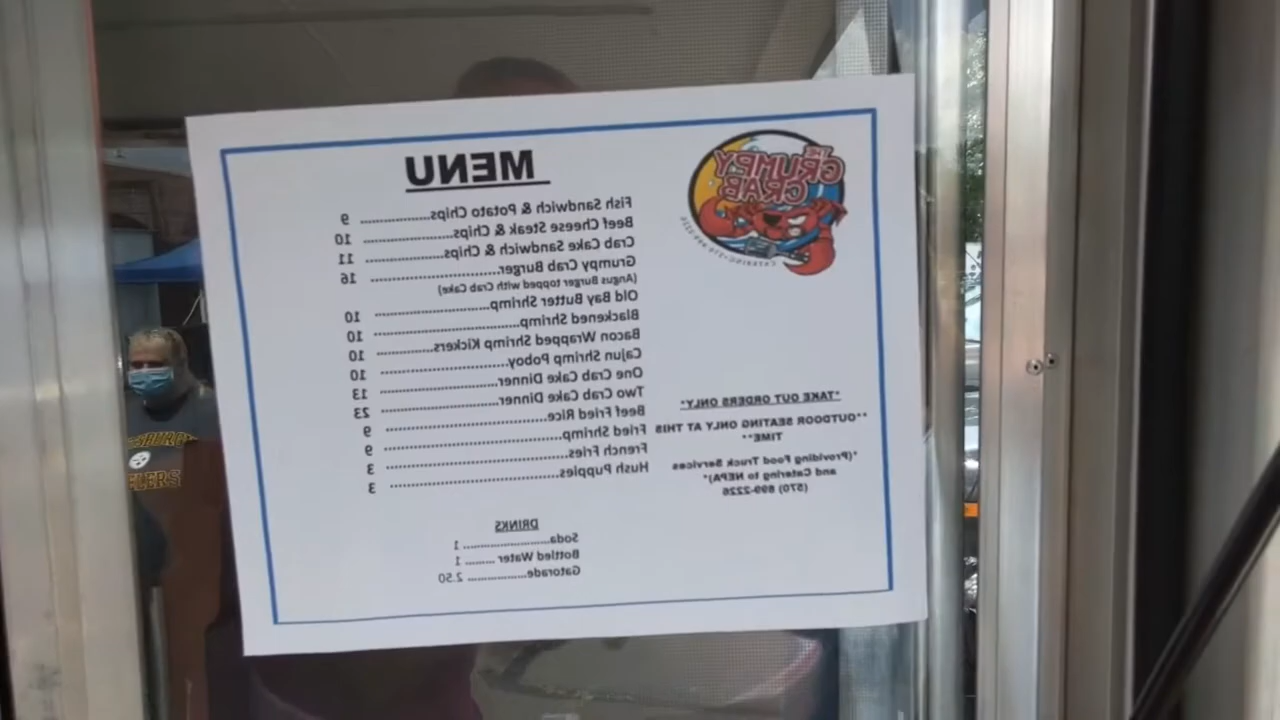 THE
GRUMPY
CRAB
MENU
Fish Sandwich & Potato Chips................ 9
Beef Cheese Steak & Chips................ 10
Crab Cake Sandwich & Chips................ 11
Grumpy Crab Burger................ 16
(Angus Burger topped with Crab Cake)
Old Bay Butter Shrimp................ 10
Blackened Shrimp................ 10
Bacon Wrapped Shrimp Kickers................ 10
Cajun Shrimp Poboy................ 10
One Crab Cake Dinner................ 13
Two Crab Cake Dinner................ 23
Beef Fried Rice................ 9
Fried Shrimp................ 9
French Fries................ 3
Hush Puppies................ 3
*TAKE OUT ORDERS ONLY*
**OUTDOOR SEATING ONLY AT THIS
TIME**
*(Providing Food Truck Services
and Catering to NEPA)*
(570) 899-2226
DRINKS
Soda................ 1
Bottled Water ......... 1
Gatorade................ 2.50